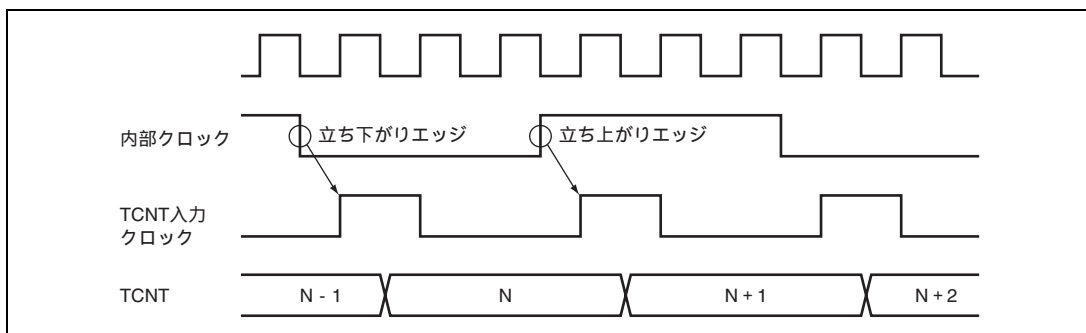 内部クロック
立ち下がりエッジ
立ち上がりエッジ
TCNT入力
クロック
TCNT
N - 1
N
N + 1
N + 2